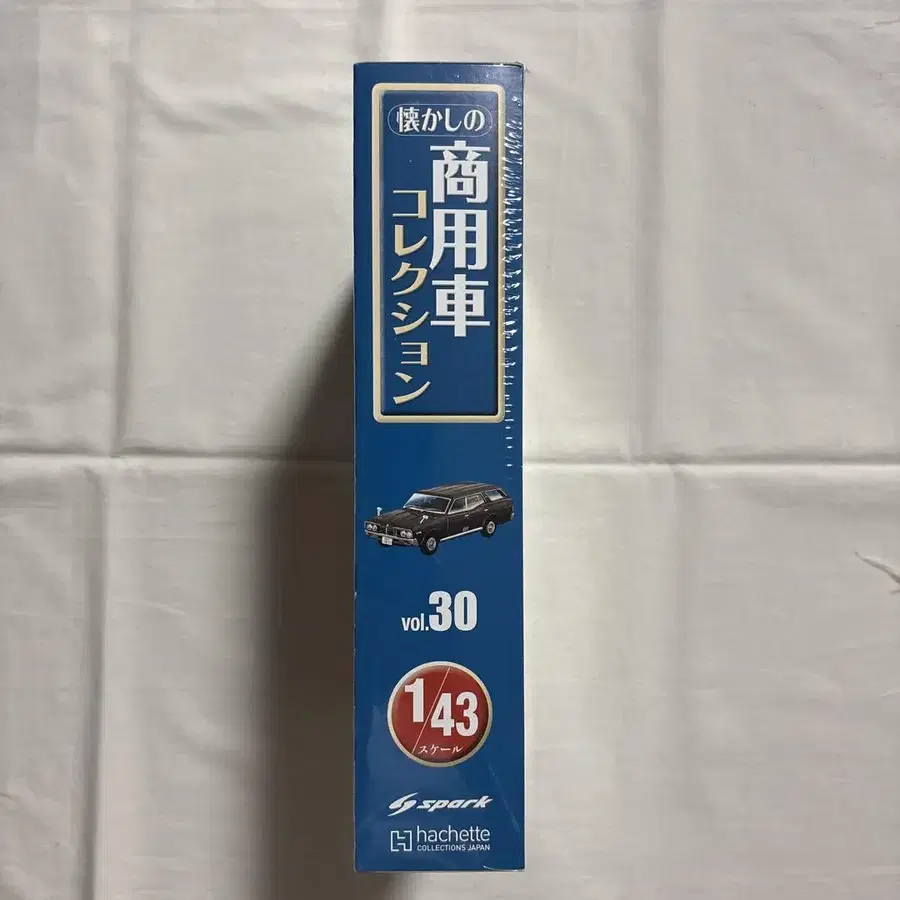 懐かしの
商用車
コレクション
vol.30
1/43
スケール
spark
hachette
COLLECTIONS JAPAN